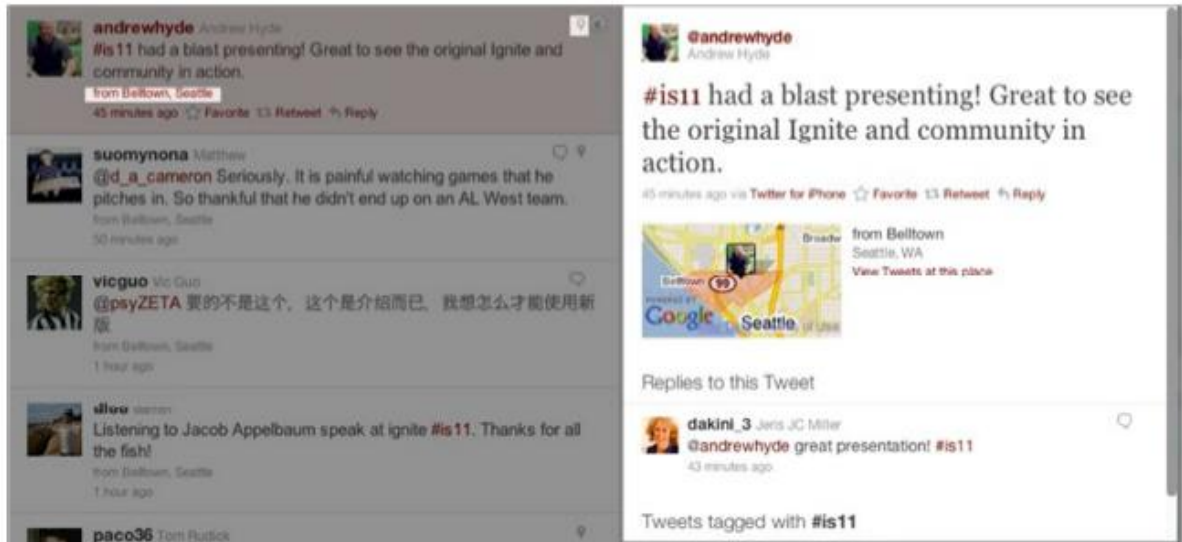 andrewhyde Andrew Hyde
#is11 had a blast presenting! Great to see the original Ignite and
community in action.
from Belltown, Seattle
45 minutes ago Favorite Retweet Reply
suomynona Matthew
@d_a_cameron Seriously. It is painful watching games that he
pitches in. So thankful that he didn't end up on an AL West team.
from Belltown, Seattle
50 minutes ago
vicguo Vic Guo
@psyZETA 要的不是这个，这个是介绍而已，我想怎么才能使用新
版
from Belltown, Seattle
1 hour ago
Listening to Jacob Appelbaum speak at ignite #is11. Thanks for all
the fish!
from Belltown, Seattle
1 hour ago
paco36 Tom Rudick
@andrewhyde
Andrew Hyde
#is11 had a blast presenting! Great to see
the original Ignite and community in
action.
45 minutes ago via Twitter for iPhone Favorite Retweet Reply
Broadw
Belltown 99
POWERED BY
Google
Seattle
from Belltown
Seattle, WA
View Tweets at this place
Replies to this Tweet
dakini_3 Jens JC Miller
@andrewhyde great presentation! #is11
43 minutes ago
Tweets tagged with #is11